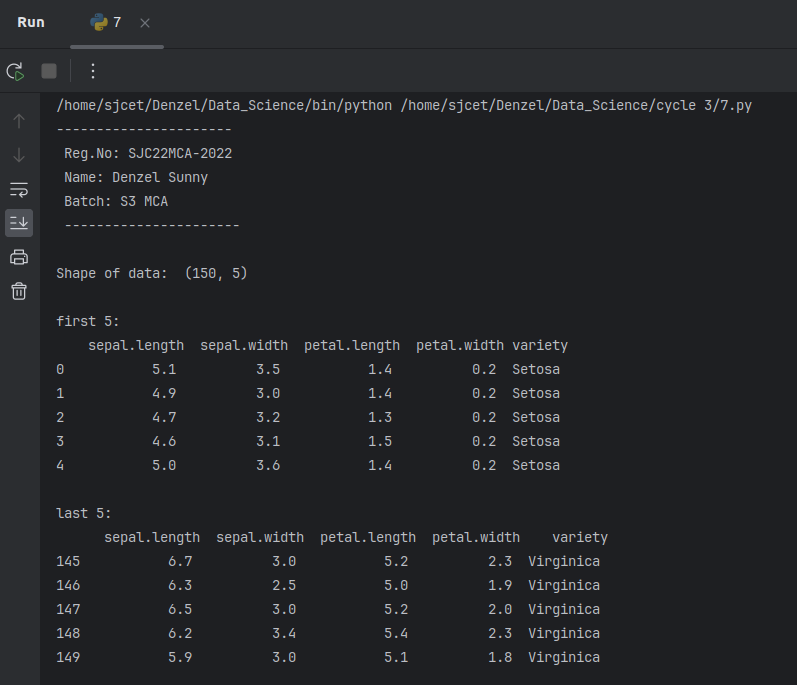 Run 7
/home/sjcet/Denzel/Data_Science/bin/python /home/sjcet/Denzel/Data_Science/cycle 3/7.py
----------------------
Reg.No: SJC22MCA-2022
Name: Denzel Sunny
Batch: S3 MCA
----------------------
Shape of data:  (150, 5)
first 5:
   sepal.length  sepal.width  petal.length  petal.width variety
0           5.1          3.5           1.4          0.2  Setosa
1           4.9          3.0           1.4          0.2  Setosa
2           4.7          3.2           1.3          0.2  Setosa
3           4.6          3.1           1.5          0.2  Setosa
4           5.0          3.6           1.4          0.2  Setosa
last 5:
     sepal.length  sepal.width  petal.length  petal.width    variety
145           6.7          3.0           5.2          2.3  Virginica
146           6.3          2.5           5.0          1.9  Virginica
147           6.5          3.0           5.2          2.0  Virginica
148           6.2          3.4           5.4          2.3  Virginica
149           5.9          3.0           5.1          1.8  Virginica